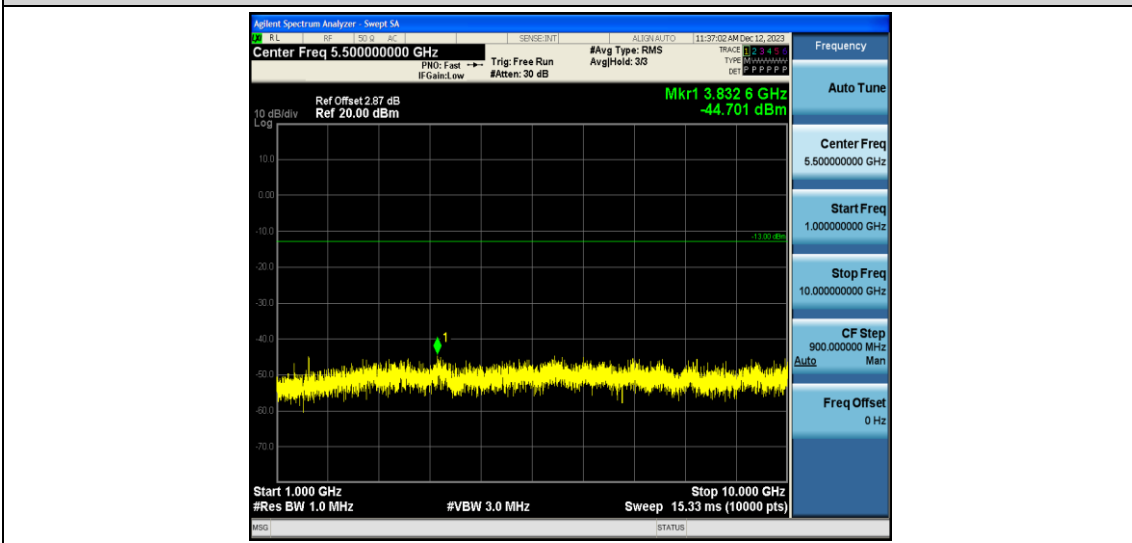 Agilent Spectrum Analyzer - Swept SA
RL RF 50 Ω AC SENSE:INT ALIGN AUTO 11:37:02 AM Dec 12, 2023
Center Freq 5.500000000 GHz #Avg Type: RMS TRACE 1 2 3 4 5 6
PNO: Fast Trig: Free Run Avg|Hold: 3/3 TYPE M
IFGain:Low #Atten: 30 dB DET P P P P P P
Mkr1 3.832 6 GHz
Ref Offset 2.87 dB
10 dB/div Ref 20.00 dBm -44.701 dBm
Log
10.0
0.00
-10.0
-13.00 dBm
-20.0
-30.0
-40.0
1
-50.0
-60.0
-70.0
Start 1.000 GHz Stop 10.000 GHz
#Res BW 1.0 MHz #VBW 3.0 MHz Sweep 15.33 ms (10000 pts)
MSG STATUS
Frequency
Auto Tune
Center Freq
5.500000000 GHz
Start Freq
1.000000000 GHz
Stop Freq
10.000000000 GHz
CF Step
900.000000 MHz
Auto Man
Freq Offset
0 Hz